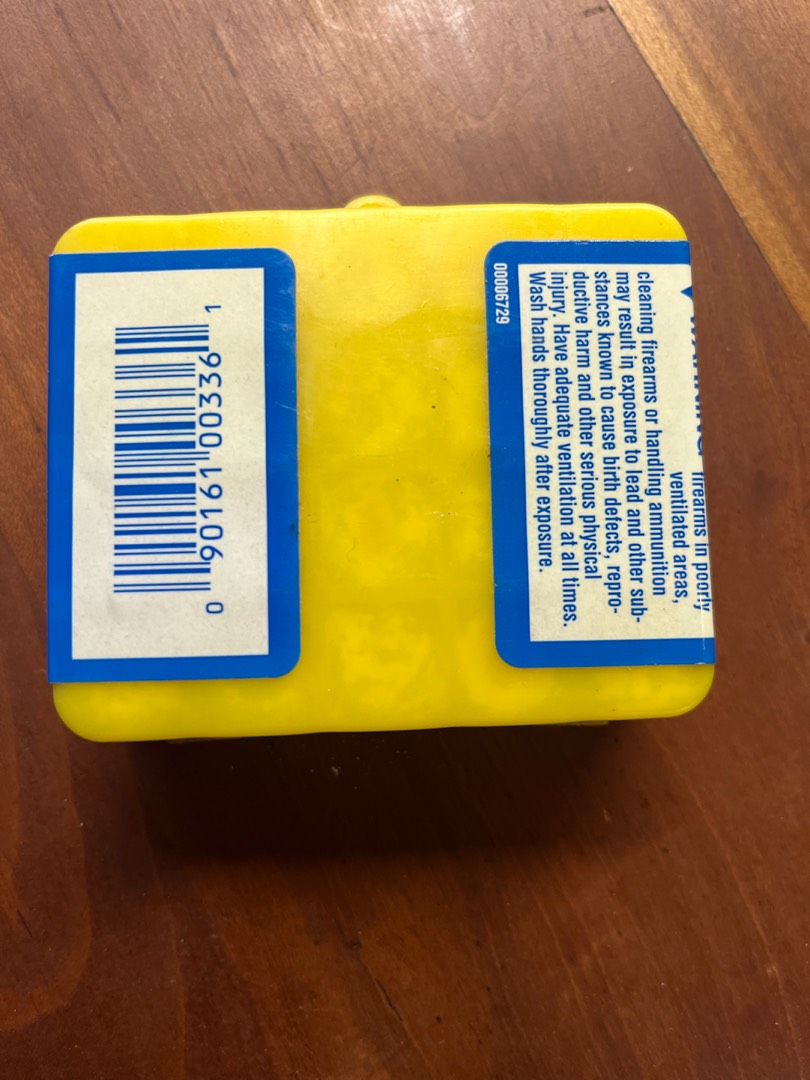 0 90161 00336 1
WARNING
firearms in poorly
ventilated areas,
cleaning firearms or handling ammunition
may result in exposure to lead and other sub-
stances known to cause birth defects, repro-
ductive harm and other serious physical
injury. Have adequate ventilation at all times.
Wash hands thoroughly after exposure.
00006729